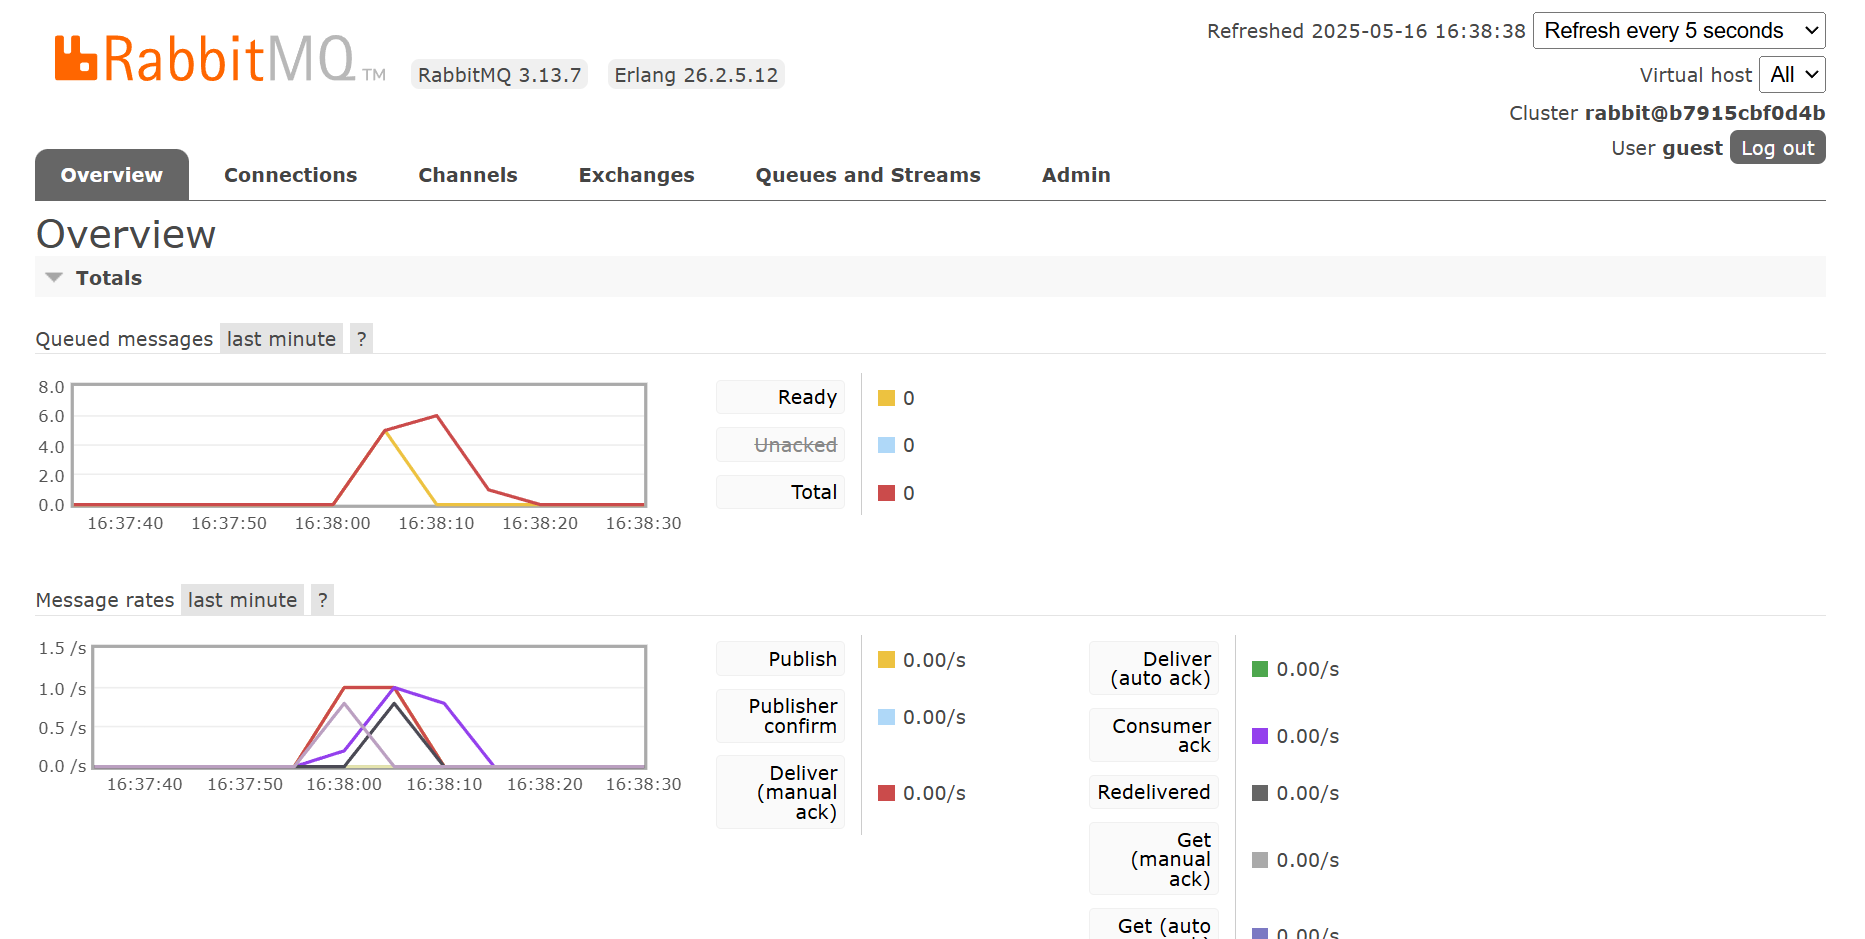 RabbitMQ TM
RabbitMQ 3.13.7
Erlang 26.2.5.12
Refreshed 2025-05-16 16:38:38
Refresh every 5 seconds
Virtual host
All
Cluster rabbit@b7915cbf0d4b
User guest
Log out
Overview
Connections
Channels
Exchanges
Queues and Streams
Admin
Overview
Totals
Queued messages last minute ?
8.0
6.0
4.0
2.0
0.0
16:37:40 16:37:50 16:38:00 16:38:10 16:38:20 16:38:30
Ready
0
Unacked
0
Total
0
Message rates last minute ?
1.5 /s
1.0 /s
0.5 /s
0.0 /s
16:37:40 16:37:50 16:38:00 16:38:10 16:38:20 16:38:30
Publish
0.00/s
Publisher
confirm
0.00/s
Deliver
(manual
ack)
0.00/s
Deliver
(auto ack)
0.00/s
Consumer
ack
0.00/s
Redelivered
0.00/s
Get
(manual
ack)
0.00/s
Get (auto
0.00/s